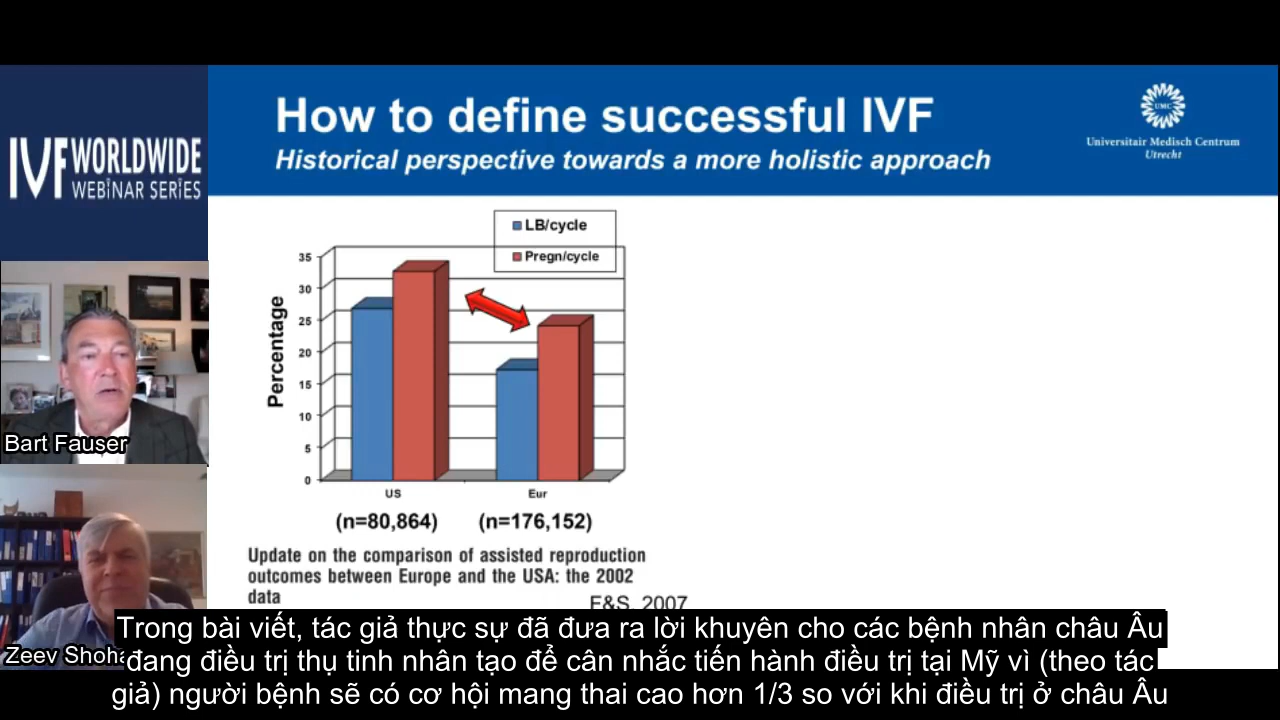 How to define successful IVF
Historical perspective towards a more holistic approach
UMC
Universitair Medisch Centrum
Utrecht
IVF WORLDWIDE
WEBINAR SERIES
LB/cycle
Pregn/cycle
Percentage
35
30
25
20
15
10
5
0
US
Eur
(n=80,864)
(n=176,152)
Update on the comparison of assisted reproduction
outcomes between Europe and the USA: the 2002
data
F&S, 2007
Bart Fauser
Zeev Shoha
Trong bài viết, tác giả thực sự đã đưa ra lời khuyên cho các bệnh nhân châu Âu
đang điều trị thụ tinh nhân tạo để cân nhắc tiến hành điều trị tại Mỹ vì (theo tác
giả) người bệnh sẽ có cơ hội mang thai cao hơn 1/3 so với khi điều trị ở châu Âu